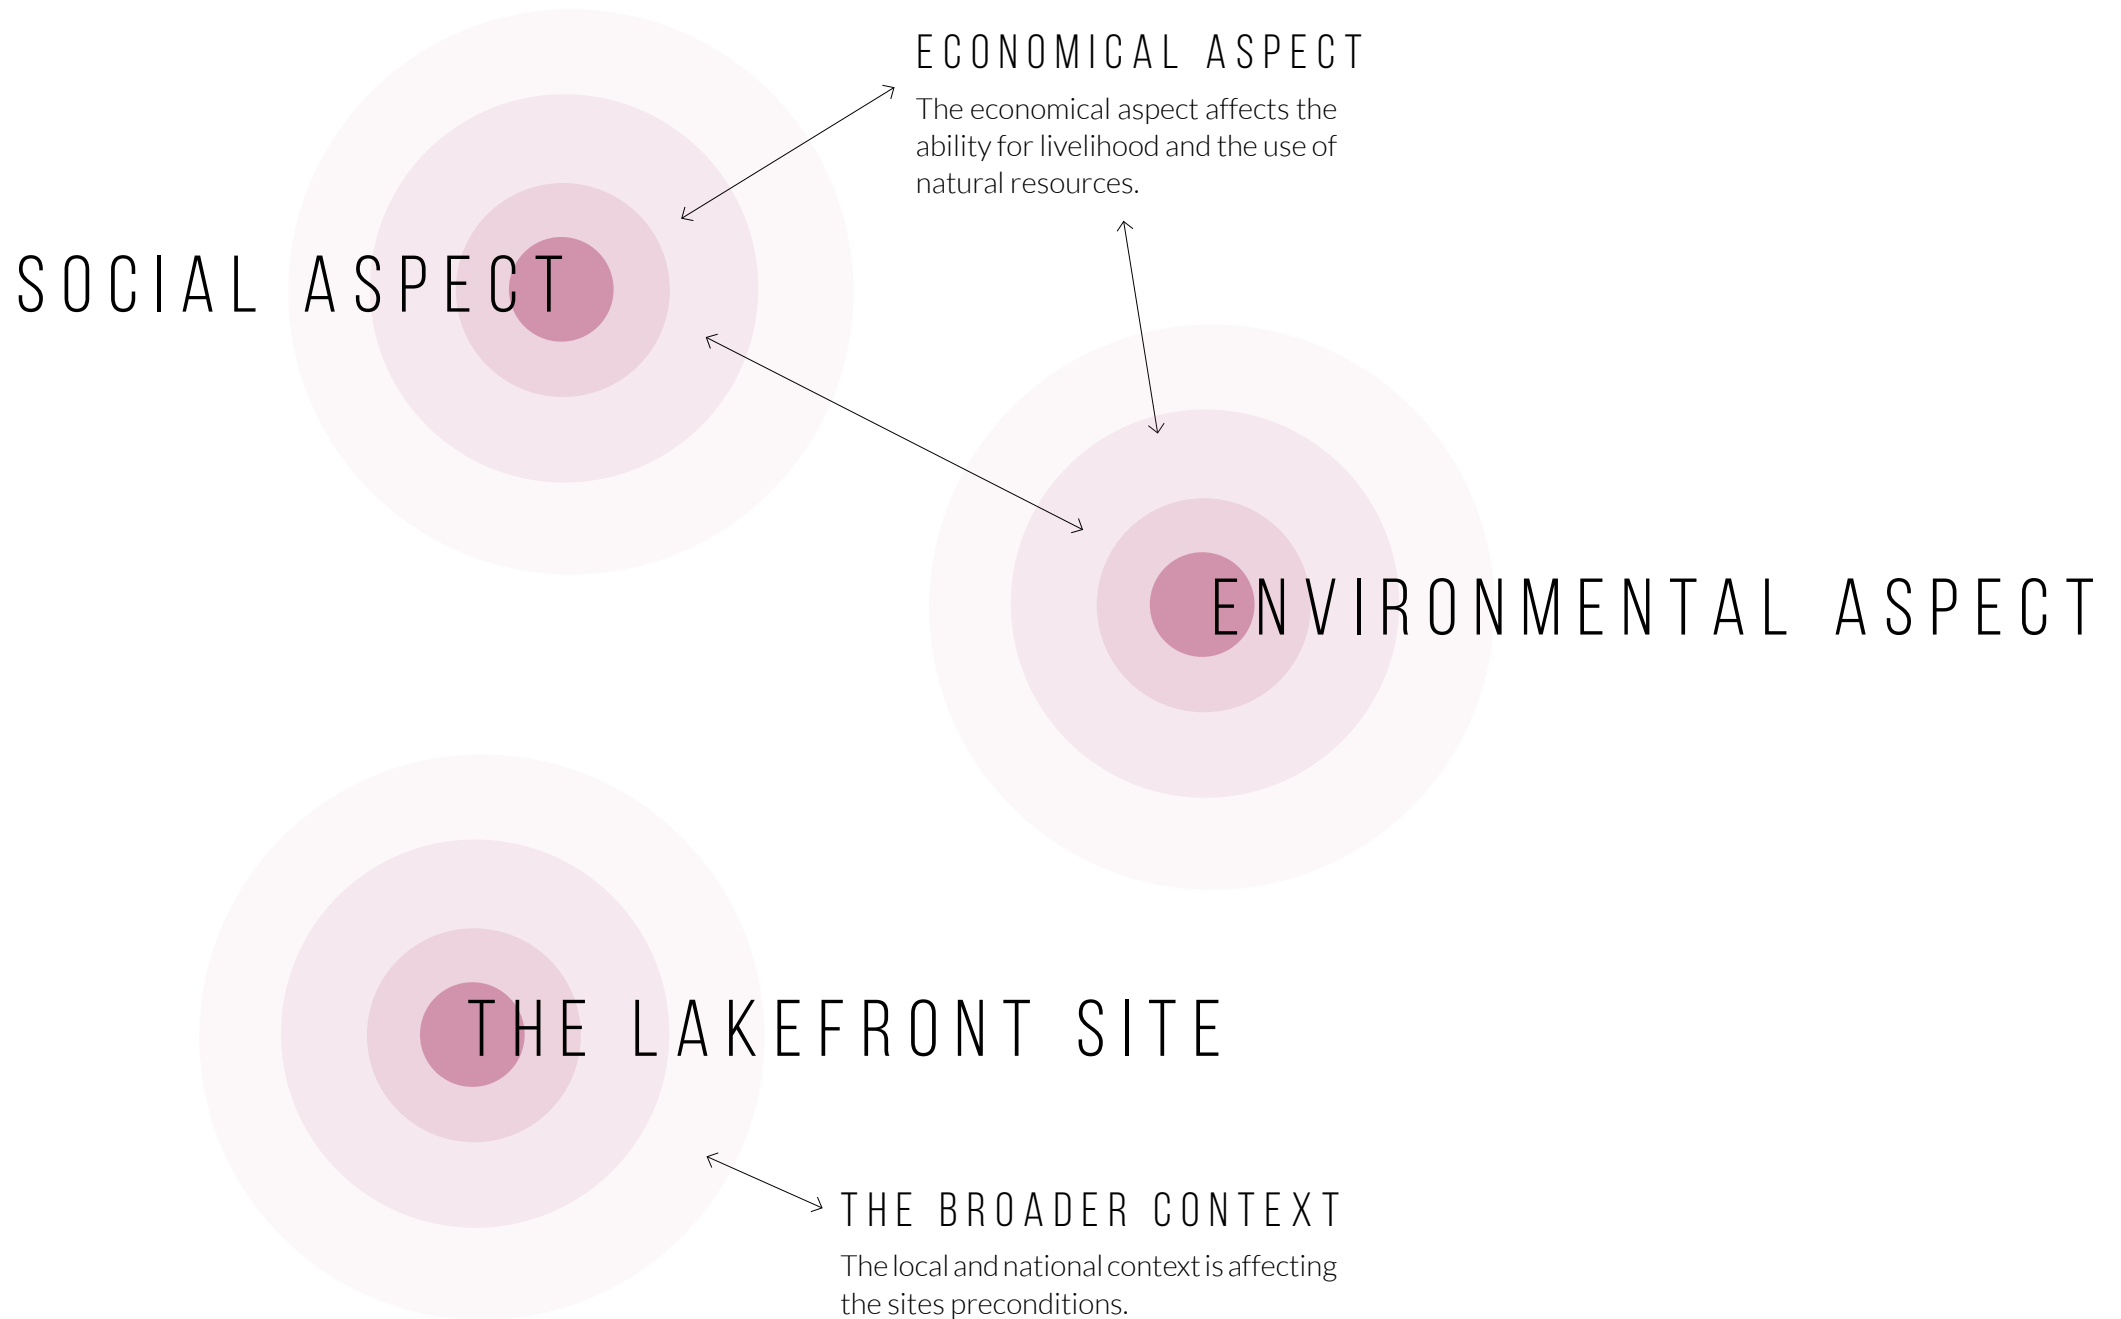 ECONOMICAL ASPECT
The economical aspect affects the
ability for livelihood and the use of
natural resources.
SOCIAL ASPECT
ENVIRONMENTAL ASPECT
THE LAKEFRONT SITE
THE BROADER CONTEXT
The local and national context is affecting
the sites preconditions.